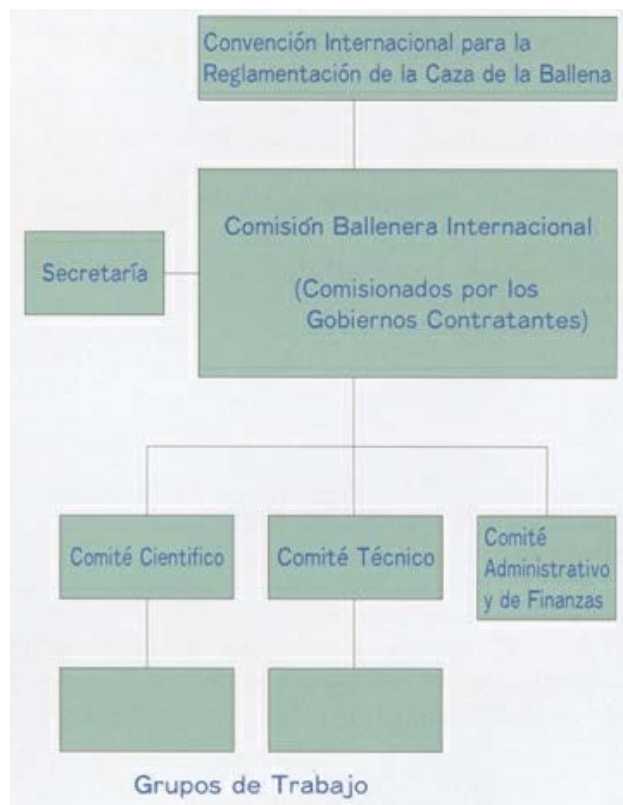 Convención Internacional para la
Reglamentación de la Caza de la Ballena
Comisión Ballenera Internacional
(Comisionados por los
Gobiernos Contratantes)
Secretaría
Comité Cientifico
Comité Técnico
Comité
Administrativo
y de Finanzas
Grupos de Trabajo